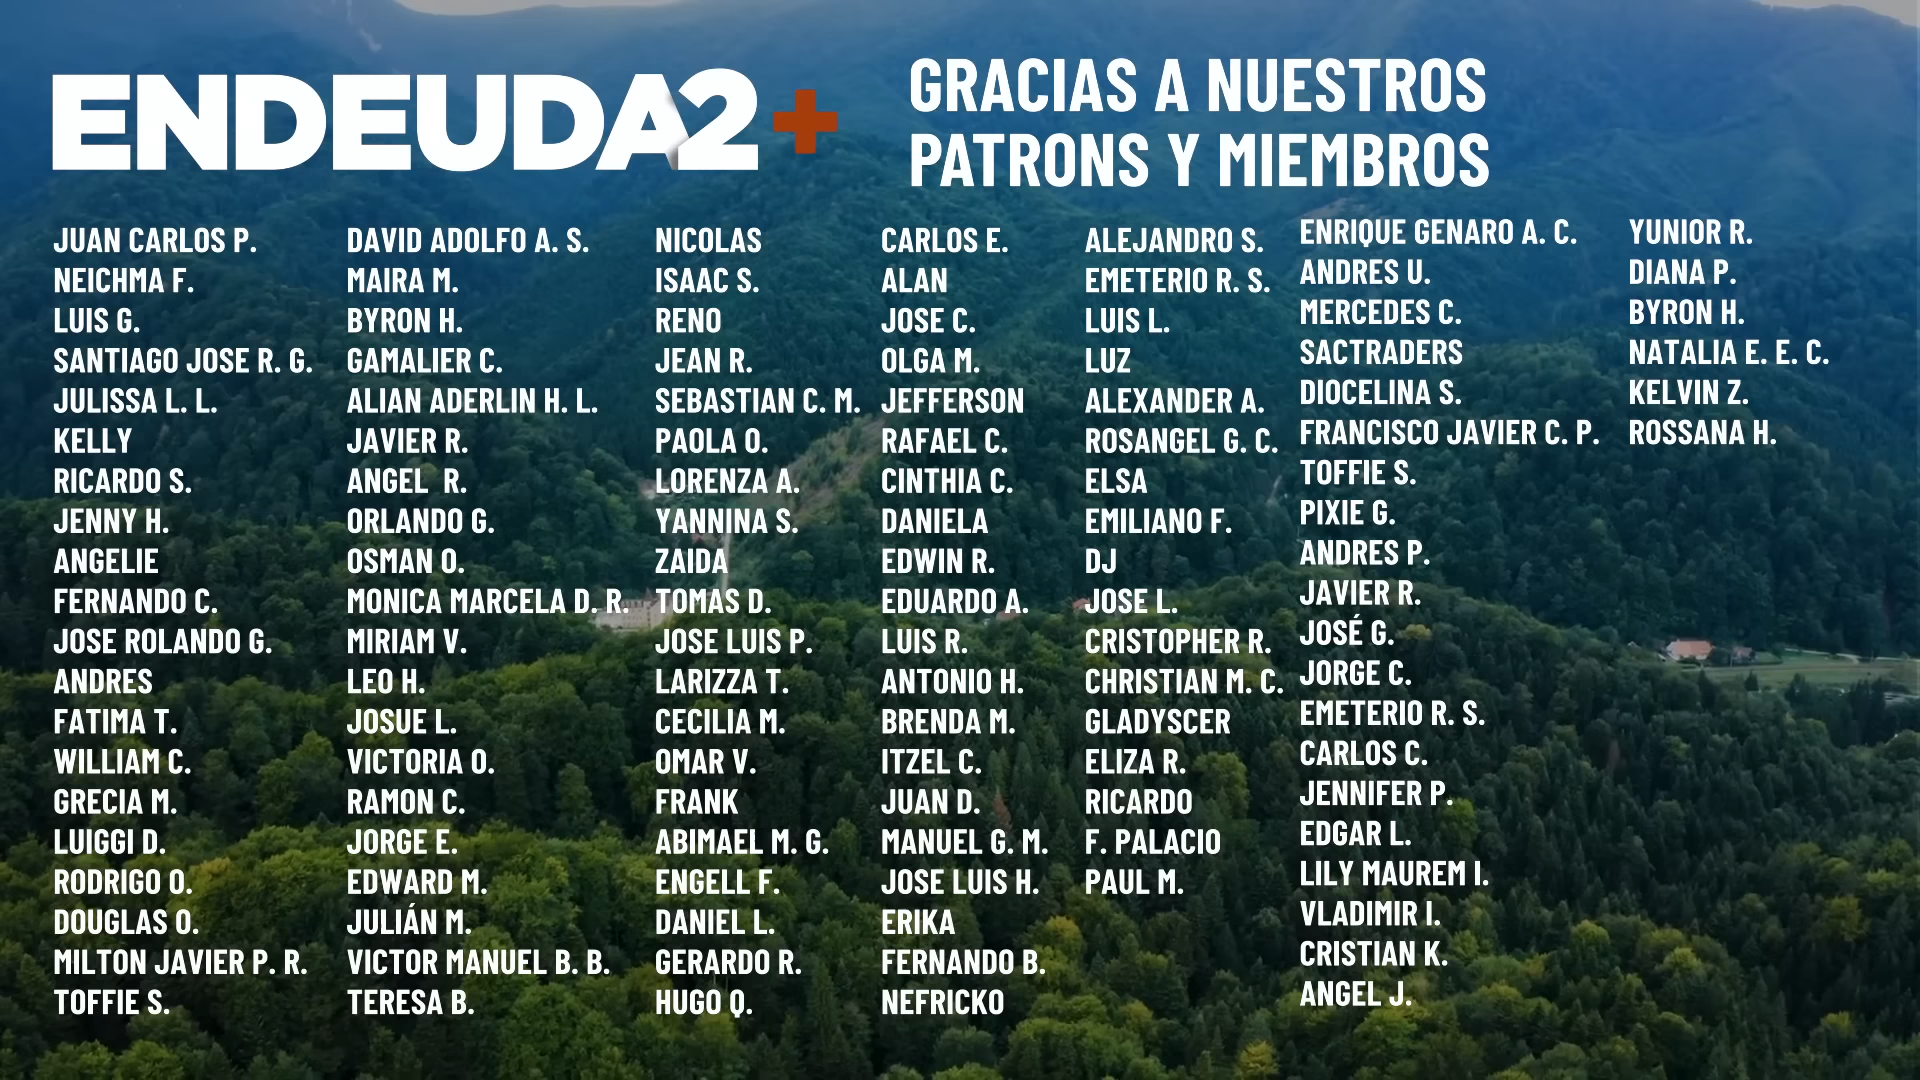 ENDEUDA2+
GRACIAS A NUESTROS
PATRONS Y MIEMBROS
JUAN CARLOS P.
NEICHMA F.
LUIS G.
SANTIAGO JOSE R. G.
JULISSA L. L.
KELLY
RICARDO S.
JENNY H.
ANGELIE
FERNANDO C.
JOSE ROLANDO G.
ANDRES
FATIMA T.
WILLIAM C.
GRECIA M.
LUIGGI D.
RODRIGO O.
DOUGLAS O.
MILTON JAVIER P. R.
TOFFIE S.
DAVID ADOLFO A. S.
MAIRA M.
BYRON H.
GAMALIER C.
ALIAN ADERLIN H. L.
JAVIER R.
ANGEL  R.
ORLANDO G.
OSMAN O.
MONICA MARCELA D. R.
MIRIAM V.
LEO H.
JOSUE L.
VICTORIA O.
RAMON C.
JORGE E.
EDWARD M.
JULIÁN M.
VICTOR MANUEL B. B.
TERESA B.
NICOLAS
ISAAC S.
RENO
JEAN R.
SEBASTIAN C. M.
PAOLA O.
LORENZA A.
YANNINA S.
ZAIDA
TOMAS D.
JOSE LUIS P.
LARIZZA T.
CECILIA M.
OMAR V.
FRANK
ABIMAEL M. G.
ENGELL F.
DANIEL L.
GERARDO R.
HUGO Q.
CARLOS E.
ALAN
JOSE C.
OLGA M.
JEFFERSON
RAFAEL C.
CINTHIA C.
DANIELA
EDWIN R.
EDUARDO A.
LUIS R.
ANTONIO H.
BRENDA M.
ITZEL C.
JUAN D.
MANUEL G. M.
JOSE LUIS H.
ERIKA
FERNANDO B.
NEFRICKO
ALEJANDRO S.
EMETERIO R. S.
LUIS L.
LUZ
ALEXANDER A.
ROSANGEL G. C.
ELSA
EMILIANO F.
DJ
JOSE L.
CRISTOPHER R.
CHRISTIAN M. C.
GLADYSCER
ELIZA R.
RICARDO
F. PALACIO
PAUL M.
ENRIQUE GENARO A. C.
ANDRES U.
MERCEDES C.
SACTRADERS
DIOCELINA S.
FRANCISCO JAVIER C. P.
TOFFIE S.
PIXIE G.
ANDRES P.
JAVIER R.
JOSÉ G.
JORGE C.
EMETERIO R. S.
CARLOS C.
JENNIFER P.
EDGAR L.
LILY MAUREM I.
VLADIMIR I.
CRISTIAN K.
ANGEL J.
YUNIOR R.
DIANA P.
BYRON H.
NATALIA E. E. C.
KELVIN Z.
ROSSANA H.